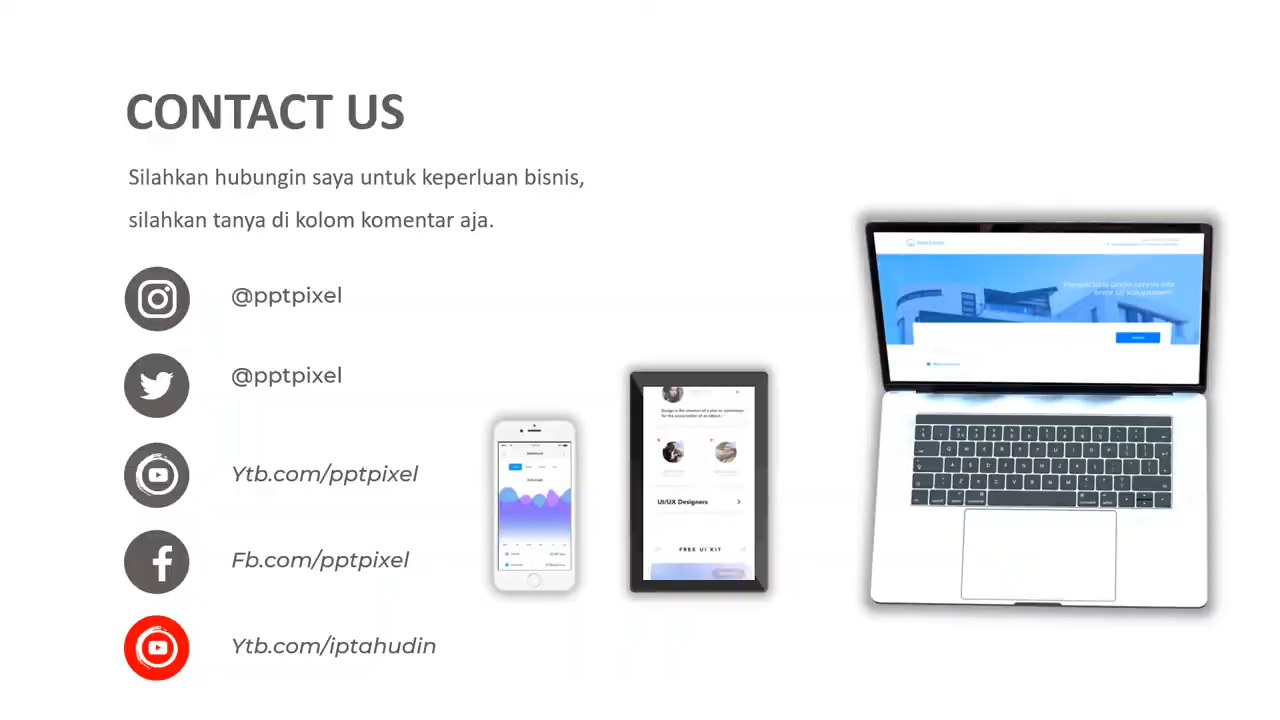 CONTACT US
Silahkan hubungin saya untuk keperluan bisnis,
silahkan tanya di kolom komentar aja.
@pptpixel
@pptpixel
Ytb.com/pptpixel
Fb.com/pptpixel
Ytb.com/iptahudin
UI/UX Designers
FREE UI KIT